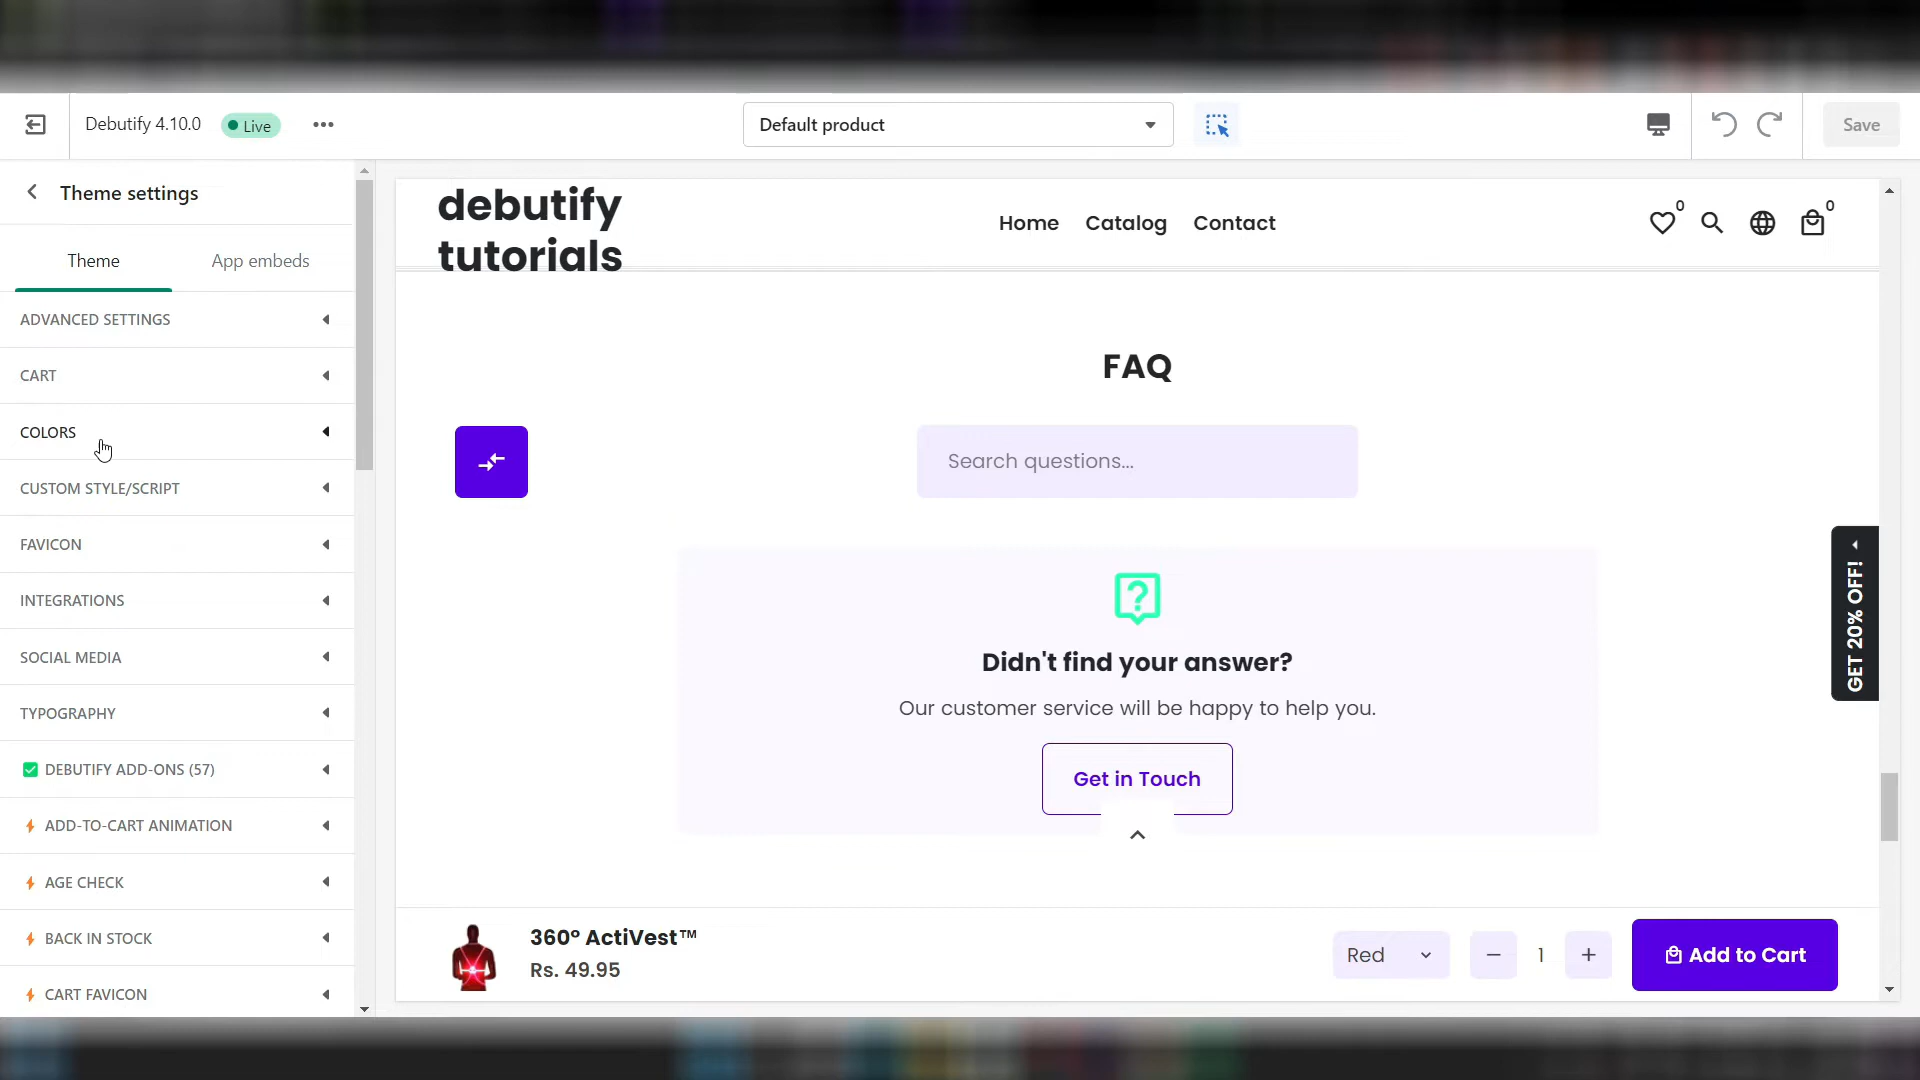 Debutify 4.10.0
Live
Default product
Save
Theme settings
Theme
App embeds
ADVANCED SETTINGS
CART
COLORS
CUSTOM STYLE/SCRIPT
FAVICON
INTEGRATIONS
SOCIAL MEDIA
TYPOGRAPHY
DEBUTIFY ADD-ONS (57)
ADD-TO-CART ANIMATION
AGE CHECK
BACK IN STOCK
CART FAVICON
debutify
tutorials
Home Catalog Contact
0
0
FAQ
Search questions...
Didn't find your answer?
Our customer service will be happy to help you.
Get in Touch
GET 20% OFF!
360° ActiVest™
Rs. 49.95
Red
1
Add to Cart